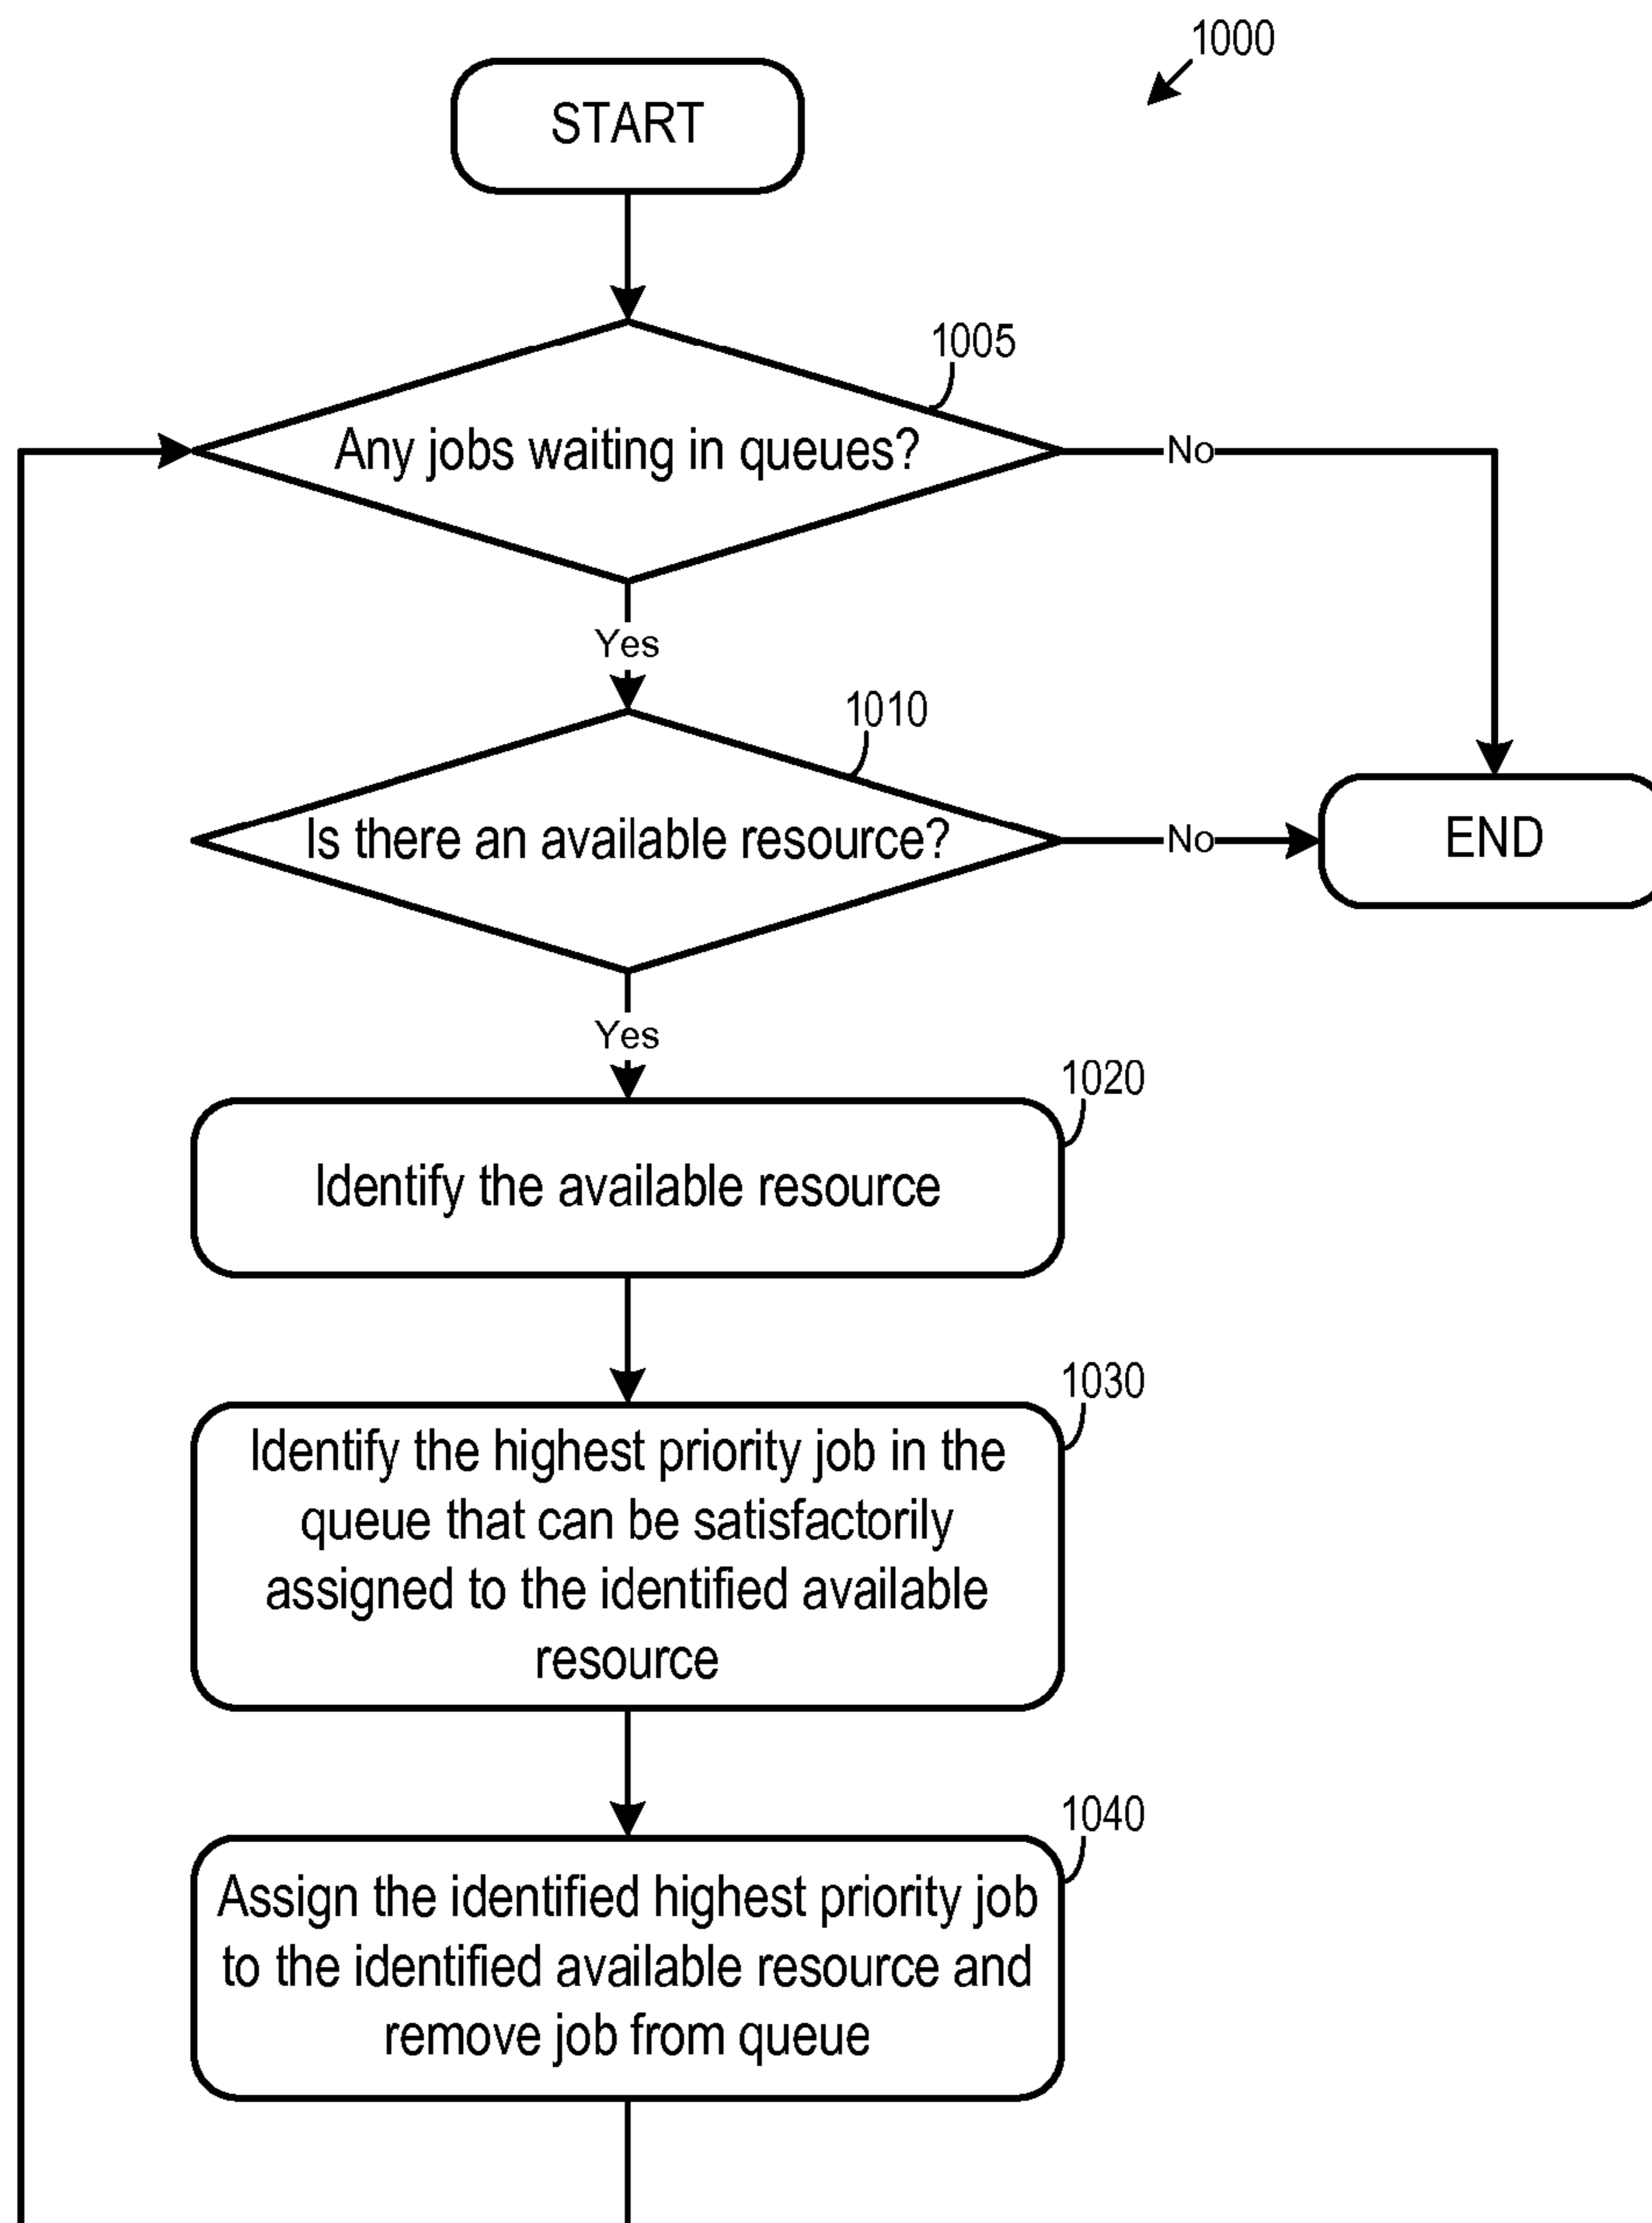 1000
START
1005
Any jobs waiting in queues?
No
Yes
1010
Is there an available resource?
No
END
Yes
1020
Identify the available resource
1030
Identify the highest priority job in the
queue that can be satisfactorily
assigned to the identified available
resource
1040
Assign the identified highest priority job
to the identified available resource and
remove job from queue